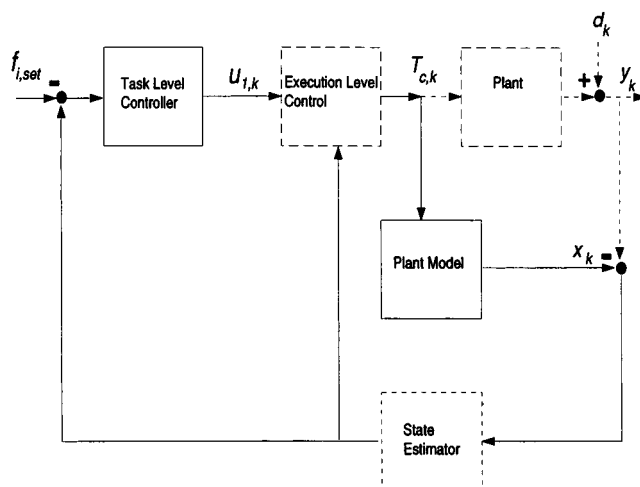 d_k
f_{i,set}
-
Task Level
Controller
u_{1,k}
Execution Level
Control
T_{c,k}
Plant
+
y_k
Plant Model
x_k
-
State
Estimator